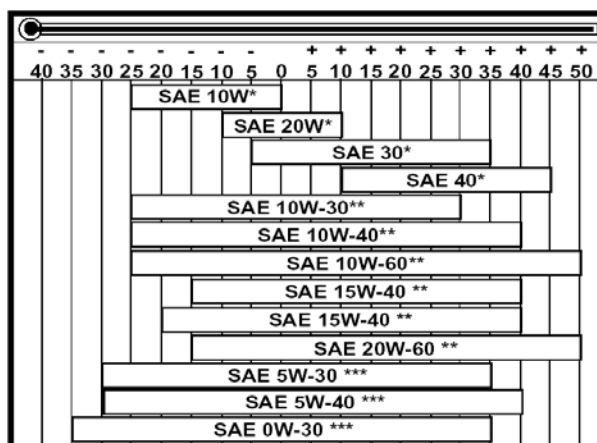 - - - - - - - - + + + + + + + + + +
40 35 30 25 20 15 10 5 0 5 10 15 20 25 30 35 40 45 50
SAE 10W*
SAE 20W*
SAE 30*
SAE 40*
SAE 10W-30**
SAE 10W-40**
SAE 10W-60**
SAE 15W-40 **
SAE 15W-40 **
SAE 20W-60 **
SAE 5W-30 ***
SAE 5W-40 ***
SAE 0W-30 ***